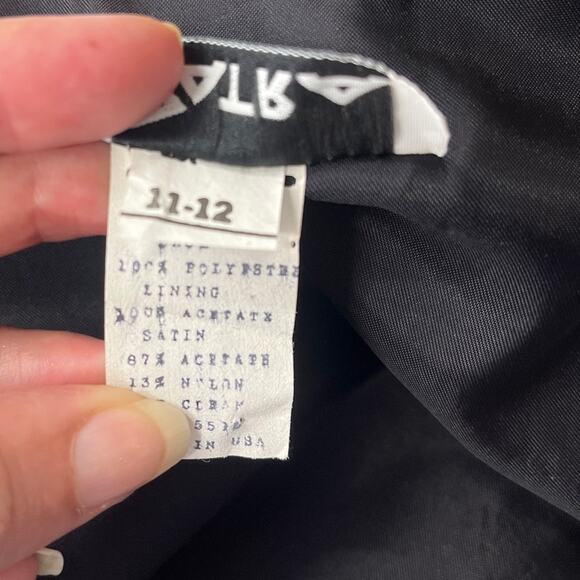 11-12
100% POLYESTER
LINING
100% ACETATE
SATIN
87% ACETATE
13% NYLON
CLEAN
IN USA